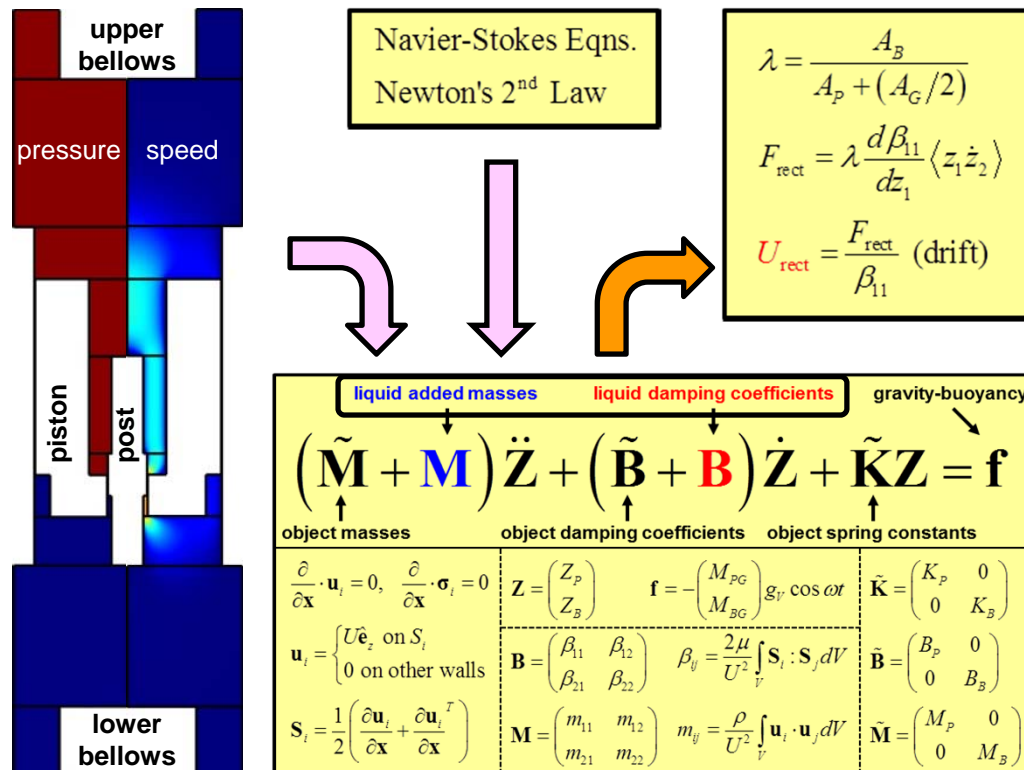 upper
bellows
pressure speed
piston
post
lower
bellows
Navier-Stokes Eqns.
Newton's 2nd Law
λ = A_B / (A_P + (A_G/2))
F_rect = λ (dβ_11/dz_1) ⟨z_1 ż_2⟩
U_rect = F_rect / β_11 (drift)
liquid added masses liquid damping coefficients gravity-buoyancy
(M̃ + M) Z̈ + (B̃ + B) Ż + K̃Z = f
object masses object damping coefficients object spring constants
∂/∂x · u_i = 0, ∂/∂x · σ_i = 0
u_i = { Uê_z on S_i
0 on other walls
S_i = 1/2 (∂u_i/∂x + ∂u_i/∂x^T)
Z = (Z_P Z_B) f = -(M_PG M_BG) g_V cos ωt
B = (β_11 β_12 β_21 β_22) β_ij = 2μ/U² ∫_V S_i : S_j dV
M = (m_11 m_12 m_21 m_22) m_ij = ρ/U² ∫_V u_i · u_j dV
K̃ = (K_P 0 0 K_B)
B̃ = (B_P 0 0 B_B)
M̃ = (M_P 0 0 M_B)